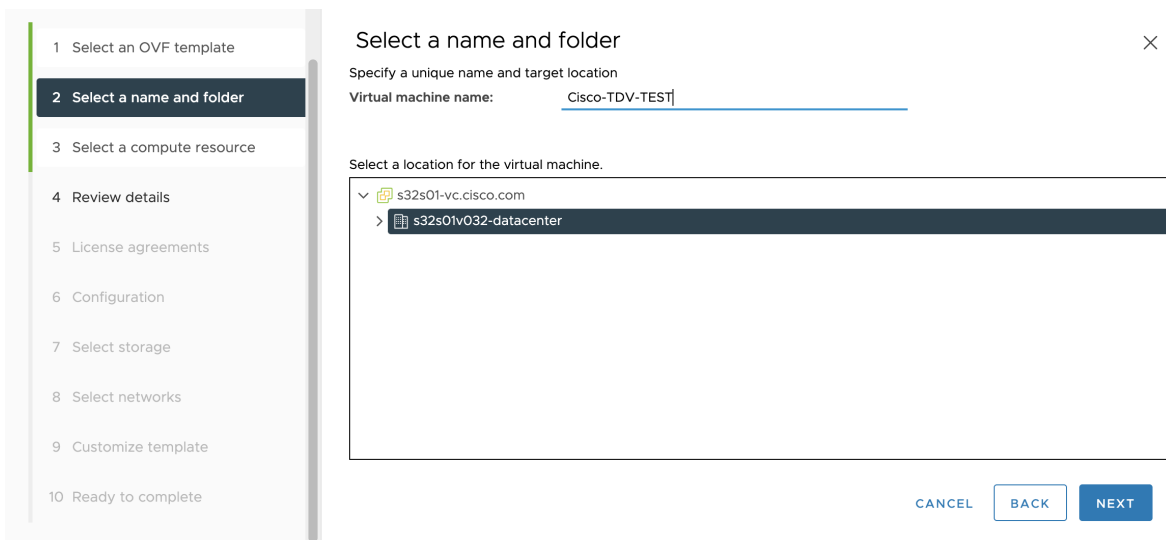 1 Select an OVF template
2 Select a name and folder
3 Select a compute resource
4 Review details
5 License agreements
6 Configuration
7 Select storage
8 Select networks
9 Customize template
10 Ready to complete
Select a name and folder
Specify a unique name and target location
Virtual machine name: Cisco-TDV-TEST
Select a location for the virtual machine.
s32s01-vc.cisco.com
s32s01v032-datacenter
CANCEL BACK NEXT